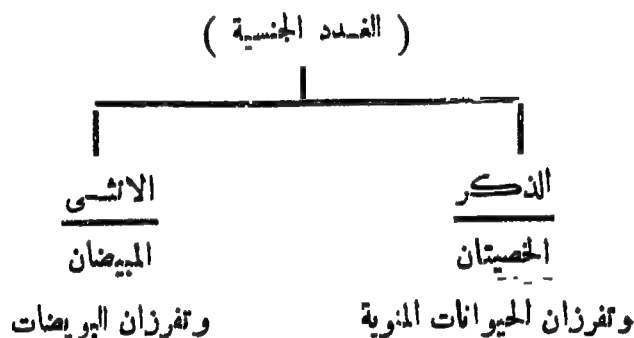 ( الغدد الجنسية )
الذكر
الخصيتان
وتفرزان الحيوانات المنوية
الانثى
المبيضان
وتفرزان البويضات